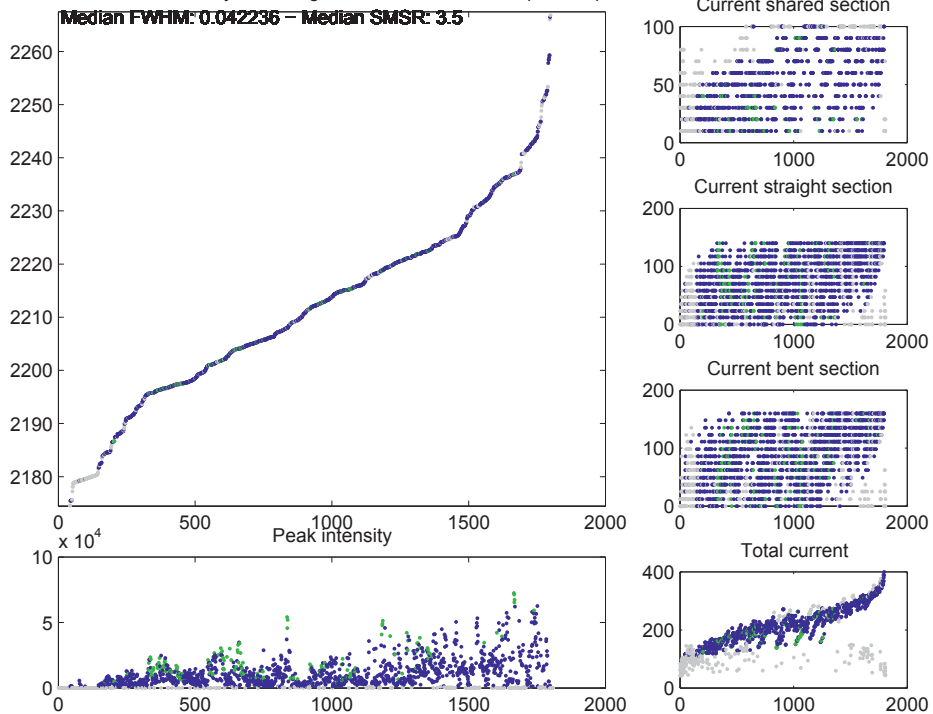 Median FWHM: 0.042236 – Median SMSR: 3.5
2260
2250
2240
2230
2220
2210
2200
2190
2180
0 500 1000 1500 2000
x 10^4
Peak intensity
10
5
0
0 500 1000 1500 2000
Current shared section
100
50
0
0 1000 2000
Current straight section
200
100
0
0 1000 2000
Current bent section
200
100
0
0 1000 2000
Total current
400
200
0
0 1000 2000